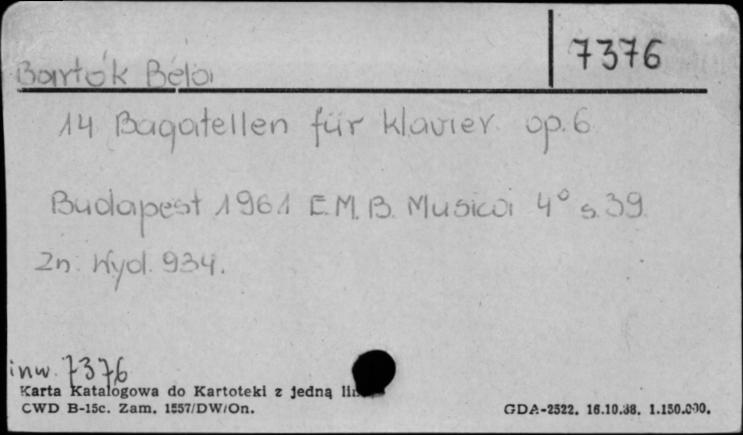 7376
Bartók Béla
14 Bagatellen für Klavier op. 6
Budapest 1961 E.M.B. Musica 4° s. 39
Zn. Wyd. 934.
inw. 7376
Karta Katalogowa do Kartoteki z jedną
CWD B-15c. Zam. 1557/DW/On.
GDA-2522. 16.10.38. 1.150.000.